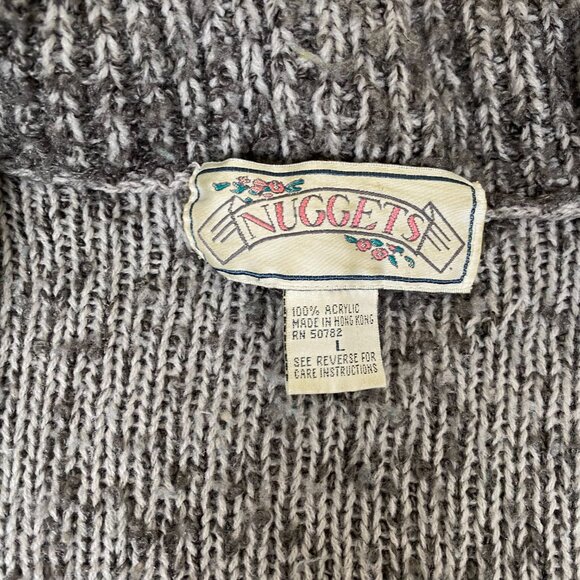 NUGGETS
100% ACRYLIC
MADE IN HONG KONG
RN 50782
L
SEE REVERSE FOR
CARE INSTRUCTIONS